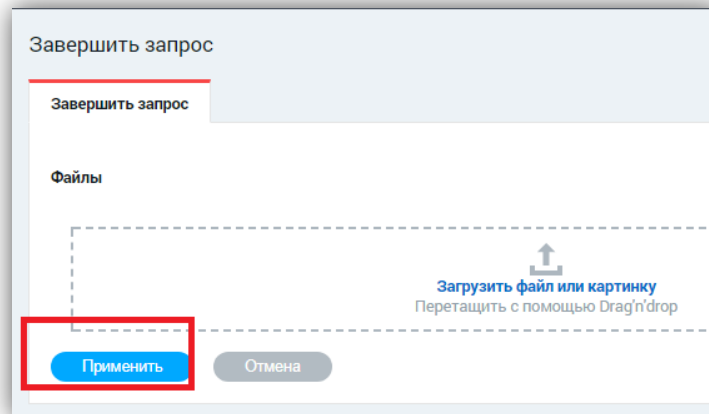 Завершить запрос
Завершить запрос
Файлы
Загрузить файл или картинку
Перетащить с помощью Drag'n'drop
Применить
Отмена